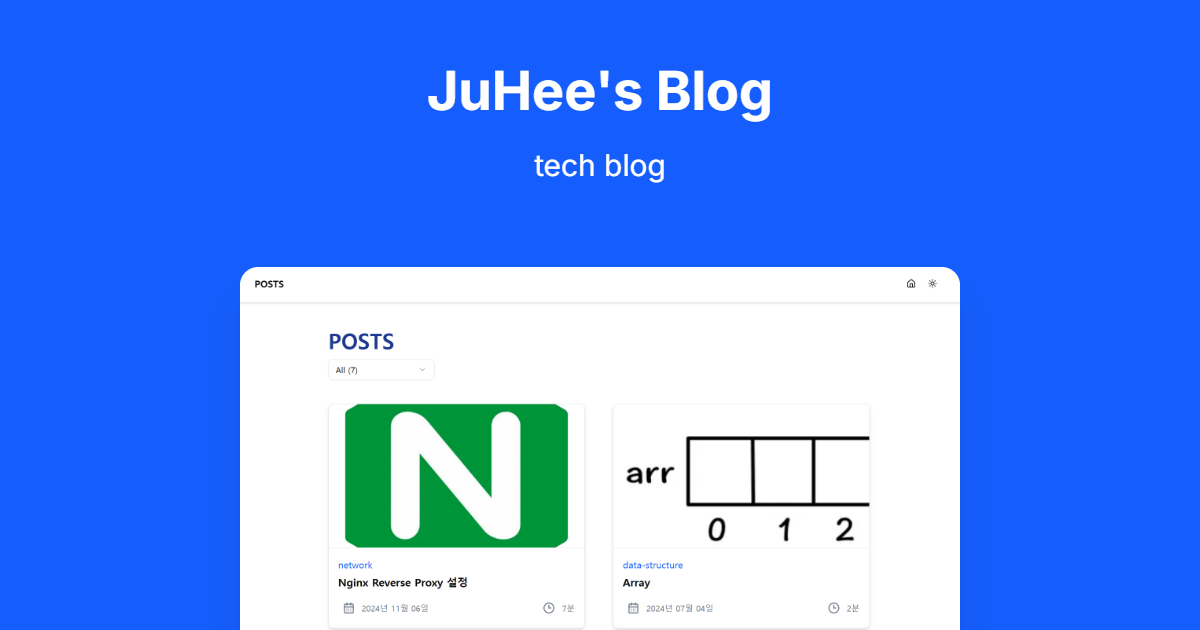 JuHee's Blog
tech blog
POSTS
POSTS
All (7)
N
arr
0 1 2
network
Nginx Reverse Proxy 설정
2024년 11월 06일
7분
data-structure
Array
2024년 07월 04일
2분